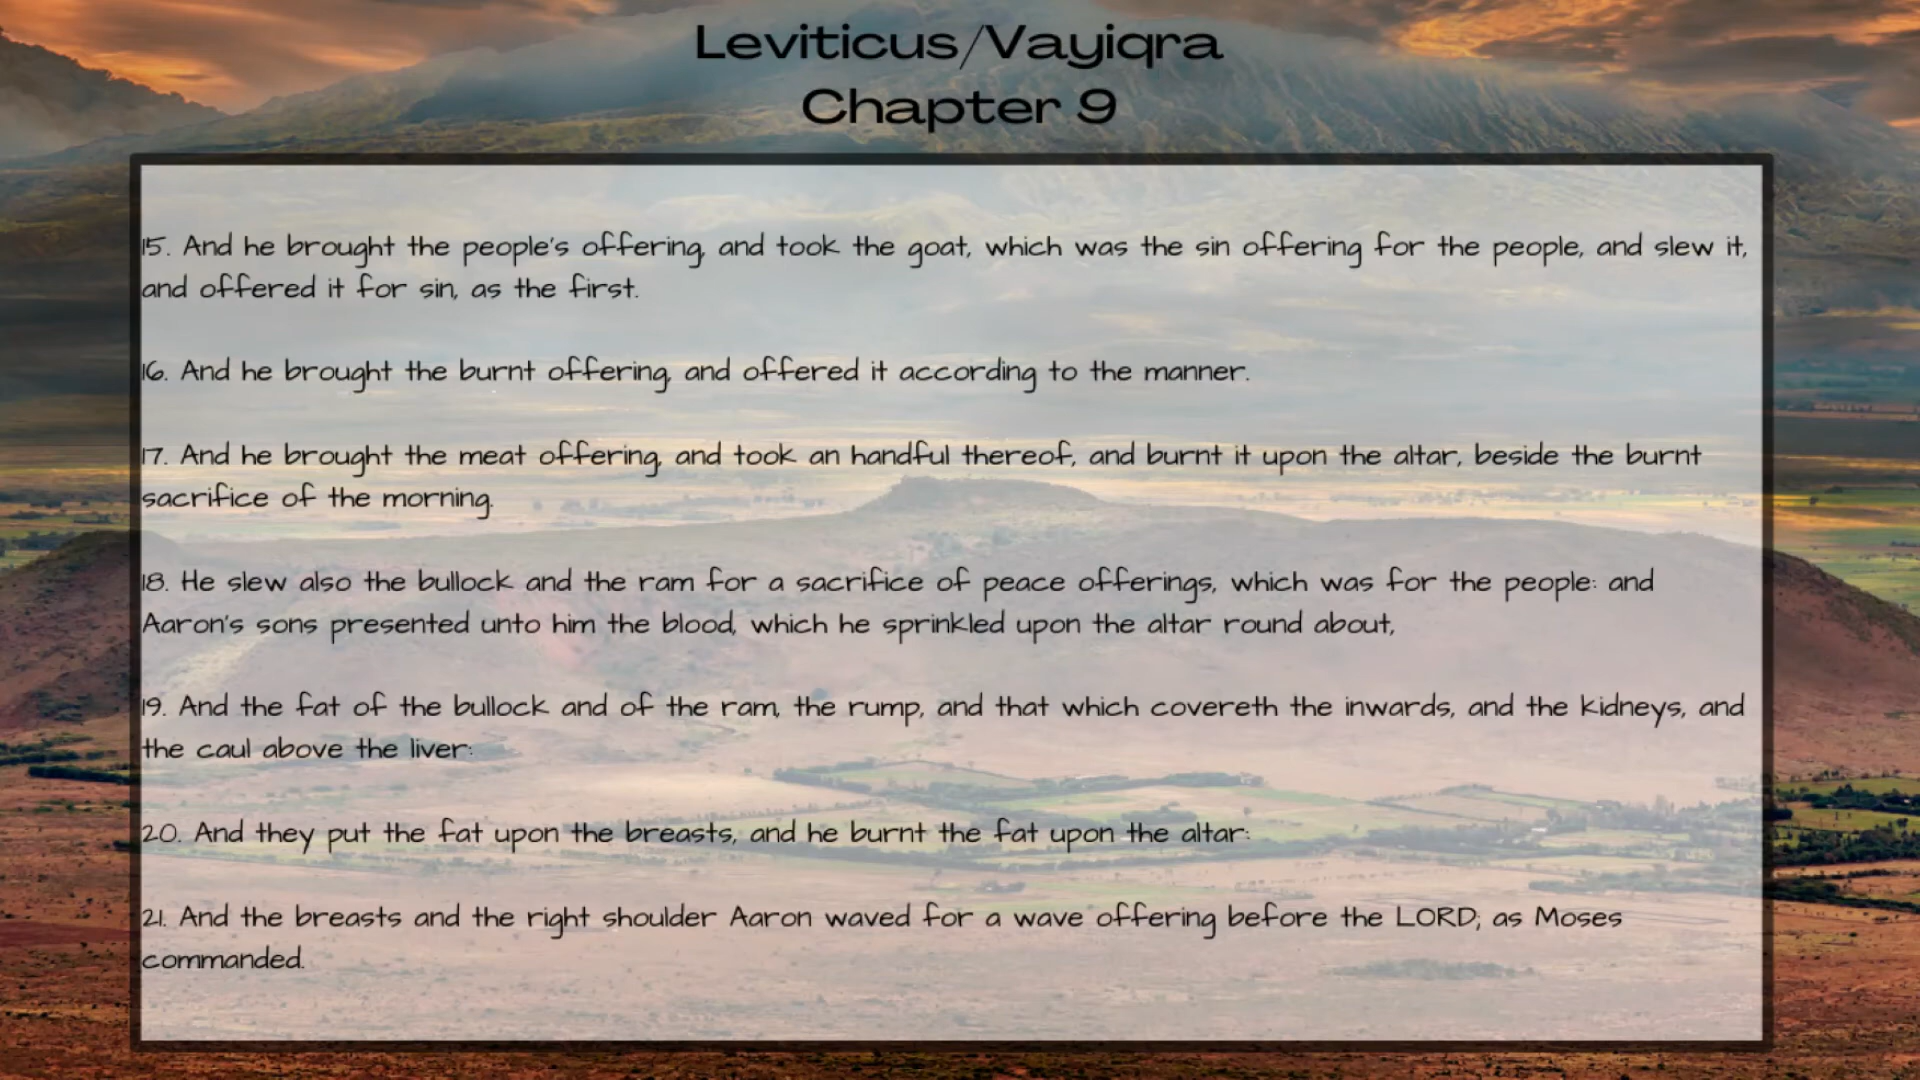 Leviticus/Vayiqra
Chapter 9
15. And he brought the people's offering, and took the goat, which was the sin offering for the people, and slew it,
and offered it for sin, as the first.
16. And he brought the burnt offering, and offered it according to the manner.
17. And he brought the meat offering, and took an handful thereof, and burnt it upon the altar, beside the burnt
sacrifice of the morning.
18. He slew also the bullock and the ram for a sacrifice of peace offerings, which was for the people: and
Aaron's sons presented unto him the blood, which he sprinkled upon the altar round about,
19. And the fat of the bullock and of the ram, the rump, and that which covereth the inwards, and the kidneys, and
the caul above the liver:
20. And they put the fat upon the breasts, and he burnt the fat upon the altar:
21. And the breasts and the right shoulder Aaron waved for a wave offering before the LORD; as Moses
commanded.